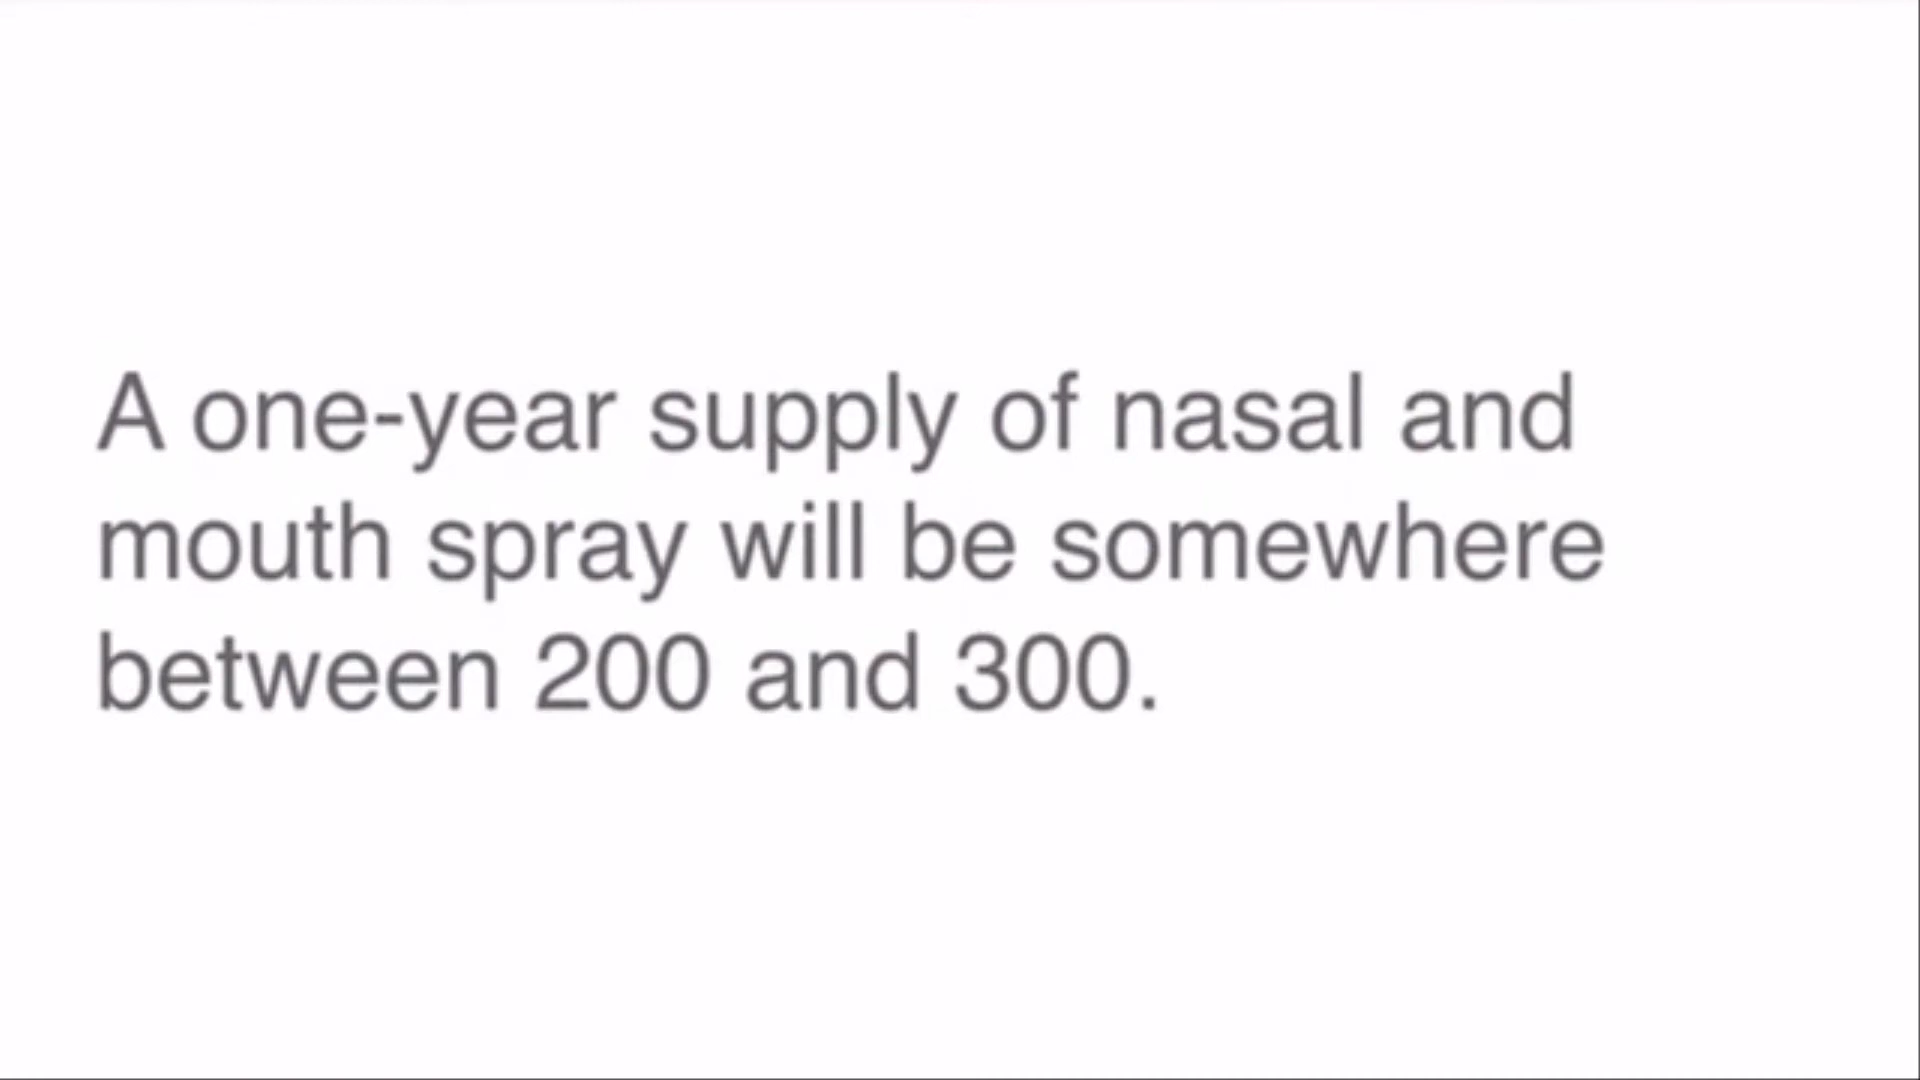 A one-year supply of nasal and
mouth spray will be somewhere
between 200 and 300.